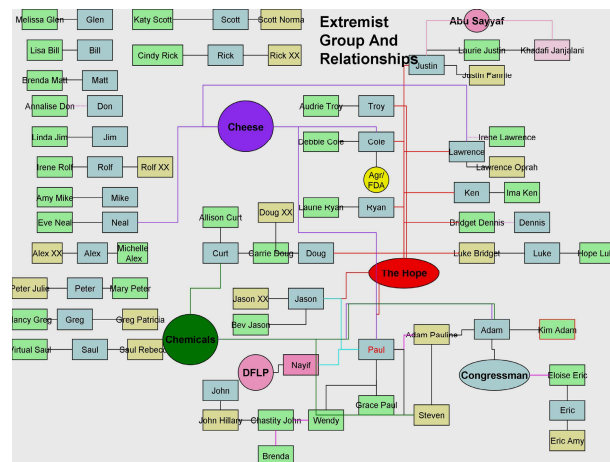 Extremist
Group And
Relationships
Abu Sayyaf
Melissa Glen
Glen
Katy Scott
Scott
Scott Norma
Lisa Bill
Bill
Cindy Rick
Rick
Rick XX
Laurie Justin
Khadafi Janjalani
Justin
Brenda Matt
Matt
Annalise Don
Don
Audrie Troy
Troy
Linda Jim
Jim
Cheese
Debbie Cole
Cole
Irene Lawrence
Lawrence
Lawrence Oprah
Irene Rolf
Rolf
Rolf XX
Agr/
FDA
Amy Mike
Mike
Ken
Ima Ken
Eve Neal
Neal
Allison Curt
Doug XX
Laurie Ryan
Ryan
Bridget Dennis
Dennis
Alex XX
Alex
Michelle
Alex
Curt
Carrie Doug
Doug
Luke Bridget
Luke
Hope Luk
The Hope
Peter Julie
Peter
Mary Peter
Jason XX
Jason
ancy Greg
Greg
Greg Patricia
Bev Jason
Chemicals
Virtual Saul
Saul
Saul Rebecc
Paul
Adam Pauline
Adam
Kim Adam
DFLP
Nayif
Congressman
Eloise Eric
John
Grace Paul
Steven
Eric
John Hillary
Chastity John
Wendy
Brenda
Eric Amy